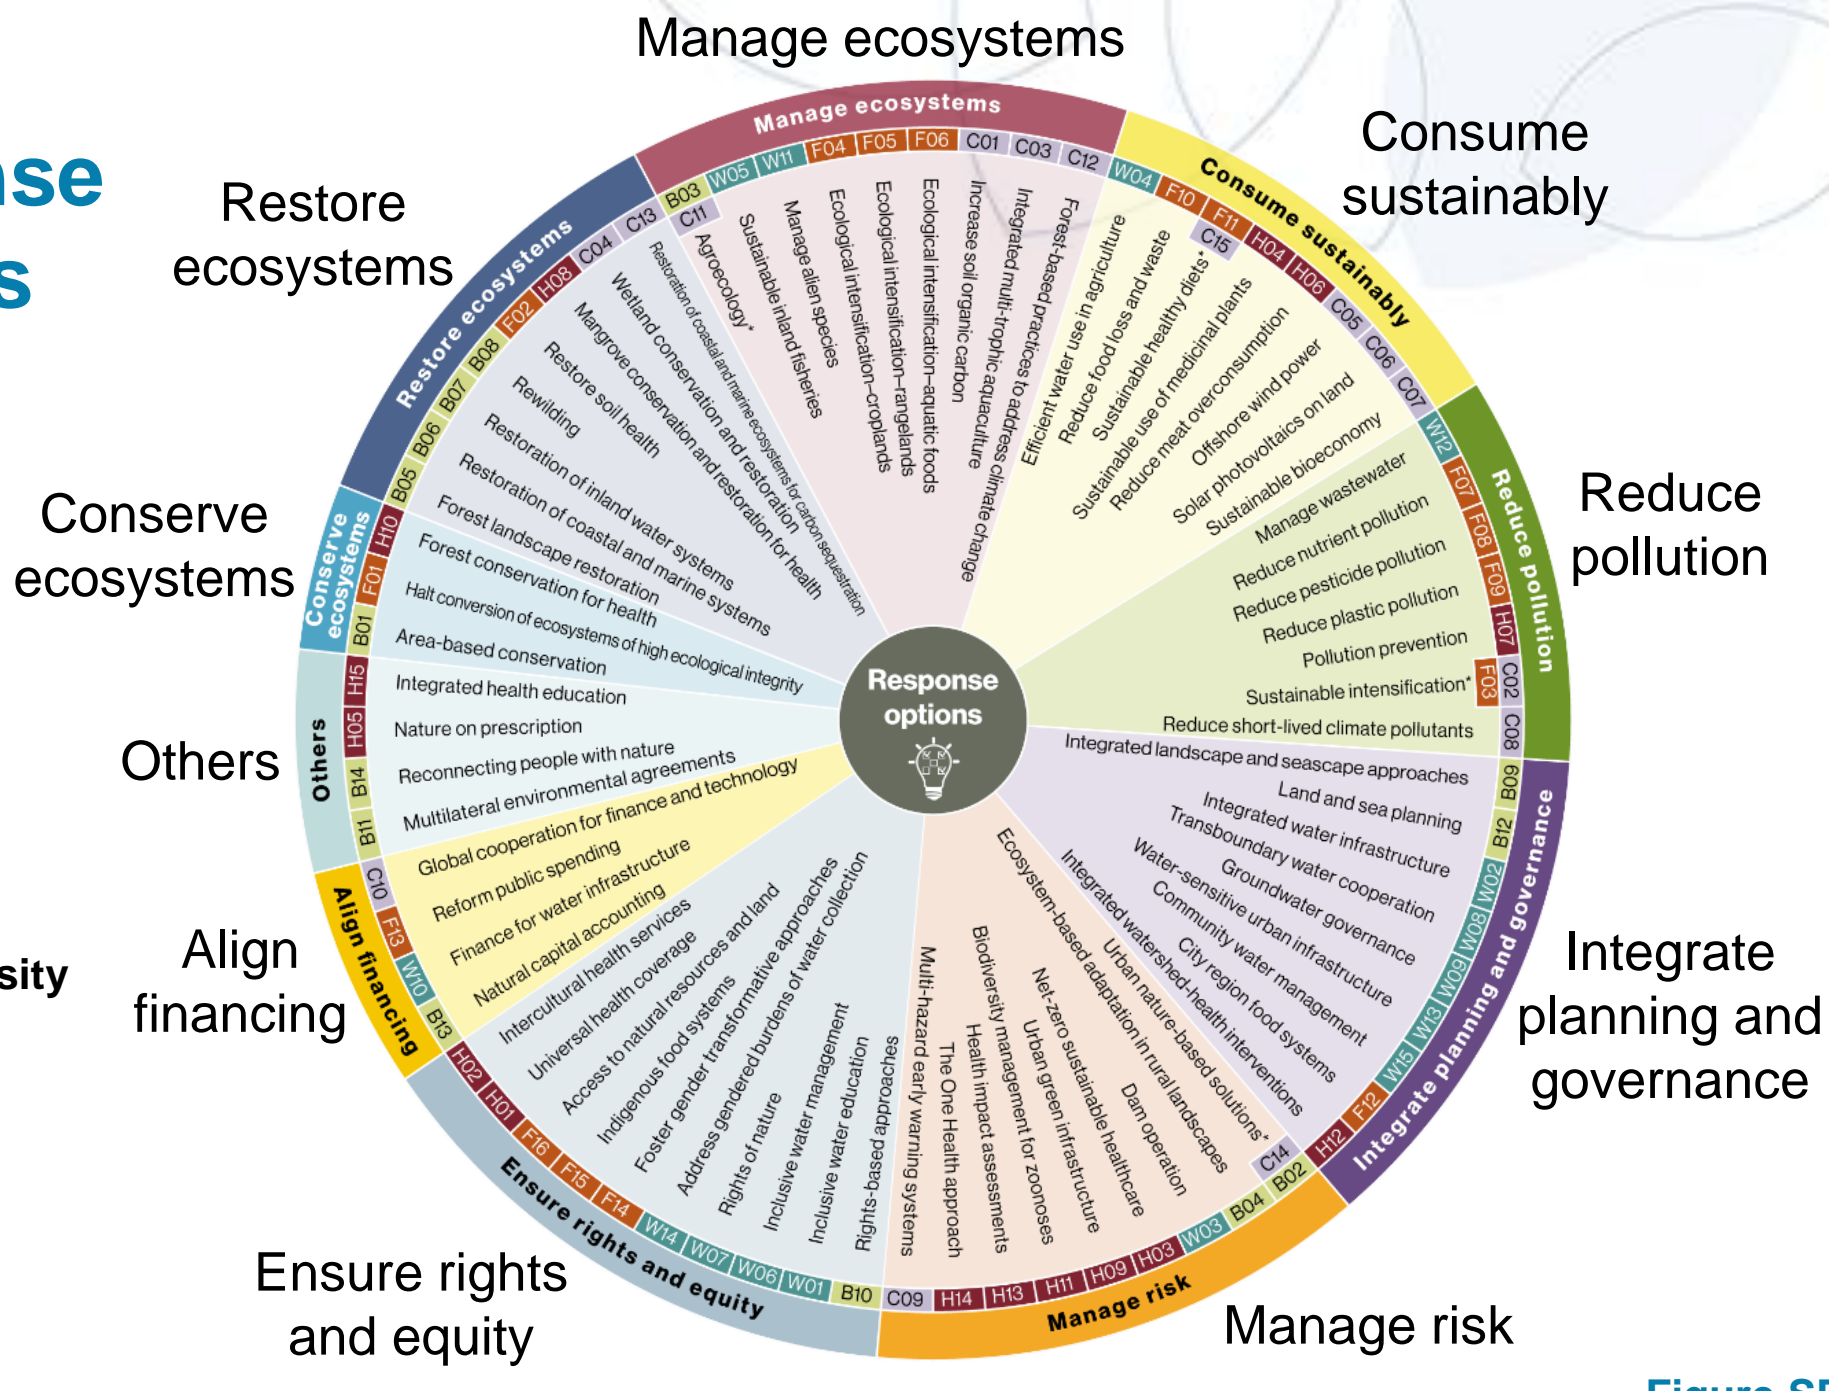 nse
s
sity
Manage ecosystems
Consume
sustainably
Reduce
pollution
Integrate
planning and
governance
Manage risk
Ensure rights
and equity
Align
financing
Others
Conserve
ecosystems
Restore
ecosystems
Response
options
Manage ecosystems
B03
C11
Agroecology*
W05
Sustainable inland fisheries
W11
Manage alien species
F04
Ecological intensification–croplands
F05
Ecological intensification–rangelands
F06
Ecological intensification–aquatic foods
C01
Increase soil organic carbon
C03
Integrated multi-trophic aquaculture
C12
Forest-based practices to address climate change
Consume sustainably
W04
Efficient water use in agriculture
F10
Reduce food loss and waste
F11
C15
Sustainable healthy diets*
H04
Sustainable use of medicinal plants
H06
Reduce meat overconsumption
C05
Offshore wind power
C06
Solar photovoltaics on land
C07
Sustainable bioeconomy
Reduce pollution
W12
Manage wastewater
F07
Reduce nutrient pollution
F08
Reduce pesticide pollution
F09
Reduce plastic pollution
H07
Pollution prevention
C02
F03
Sustainable intensification*
C08
Reduce short-lived climate pollutants
Integrate planning and governance
B09
Integrated landscape and seascape approaches
B12
Land and sea planning
W02
Integrated water infrastructure
W08
Transboundary water cooperation
W09
Groundwater governance
W13
Water-sensitive urban infrastructure
W15
Community water management
F12
City region food systems
H12
Integrated watershed-health interventions
Manage risk
B02
C14
Urban nature-based solutions*
B04
Ecosystem-based adaptation in rural landscapes
W03
Dam operation
H03
Net-zero sustainable healthcare
H09
Urban green infrastructure
H11
Biodiversity management for zoonoses
H13
Health impact assessments
H14
The One Health approach
C09
Multi-hazard early warning systems
Ensure rights and equity
B10
Rights-based approaches
W01
Inclusive water education
W06
Inclusive water management
W07
Rights of nature
W14
Address gendered burdens of water collection
F14
Foster gender transformative approaches
F15
Indigenous food systems
F16
Access to natural resources and land
H01
Universal health coverage
H02
Intercultural health services
Align financing
B13
Natural capital accounting
W10
Finance for water infrastructure
F13
Reform public spending
C10
Global cooperation for finance and technology
Others
B11
Multilateral environmental agreements
B14
Reconnecting people with nature
H05
Nature on prescription
H15
Integrated health education
Conserve
ecosystems
B01
Area-based conservation
F01
Halt conversion of ecosystems of high ecological integrity
H10
Forest conservation for health
Restore ecosystems
B05
Forest landscape restoration
B06
Restoration of coastal and marine systems
B07
Restoration of inland water systems
B08
Rewilding
F02
Restore soil health
H08
Mangrove conservation and restoration for health
C04
Wetland conservation and restoration
C13
Restoration of coastal and marine ecosystems for carbon sequestration